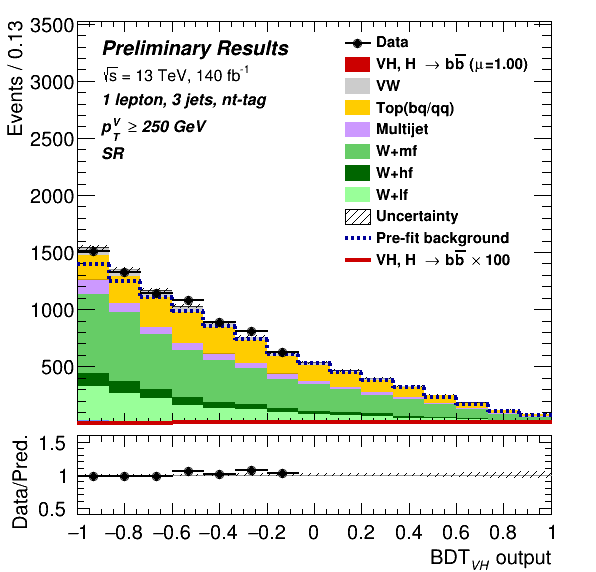 Preliminary Results
√s = 13 TeV, 140 fb⁻¹
1 lepton, 3 jets, nt-tag
p_T^V ≥ 250 GeV
SR
Data
VH, H → bb̅ (μ=1.00)
VW
Top(bq/qq)
Multijet
W+mf
W+hf
W+lf
Uncertainty
Pre-fit background
VH, H → bb̅ × 100
Events / 0.13
3500
3000
2500
2000
1500
1000
500
Data/Pred.
1.5
1
0.5
−1 −0.8 −0.6 −0.4 −0.2 0 0.2 0.4 0.6 0.8 1
BDT_VH output